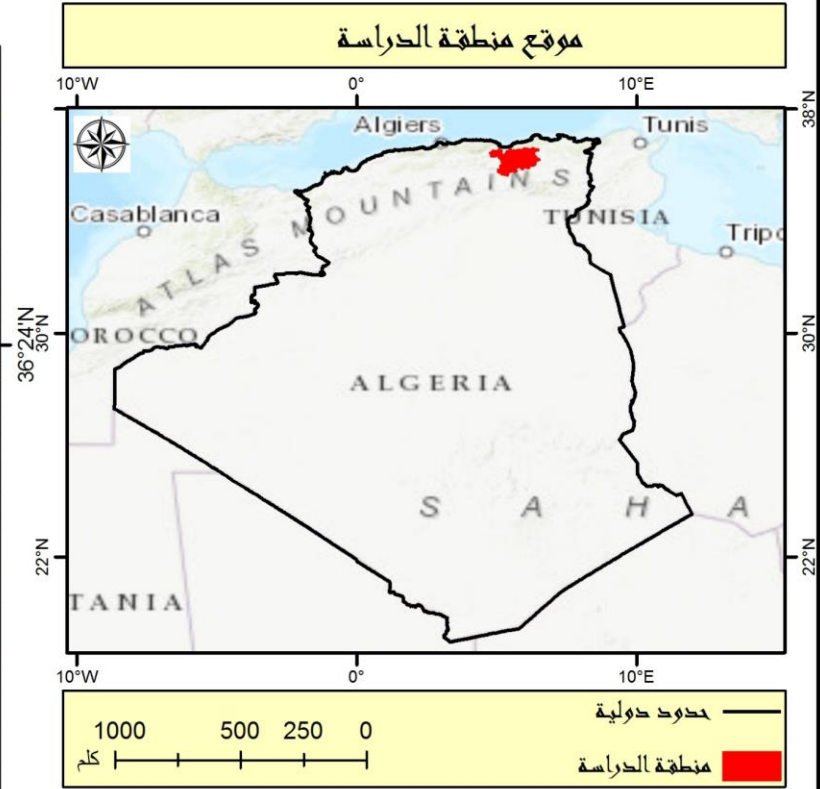 موقع منطقة الدراسة
10°W 0° 10°E
38°N
Algiers
Tunis
ATLAS MOUNTAINS
Casablanca
TUNISIA
Tripo
36°24'N
30°N
OROCCO
30°N
ALGERIA
S A H A
22°N
22°N
TANIA
10°W 0° 10°E
حدود دولية
منطقة الدراسة
1000 500 250 0
كلم